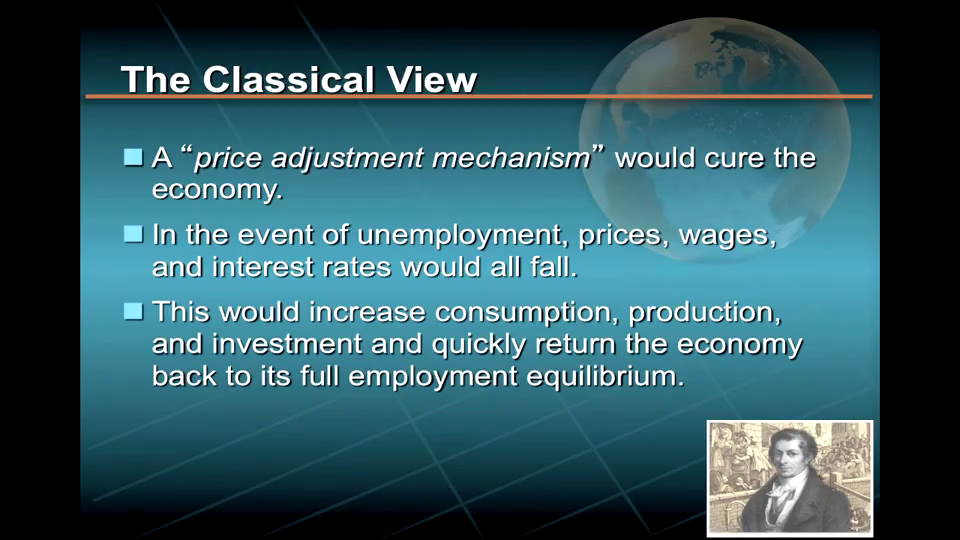 The Classical View
A “price adjustment mechanism” would cure the
economy.
In the event of unemployment, prices, wages,
and interest rates would all fall.
This would increase consumption, production,
and investment and quickly return the economy
back to its full employment equilibrium.